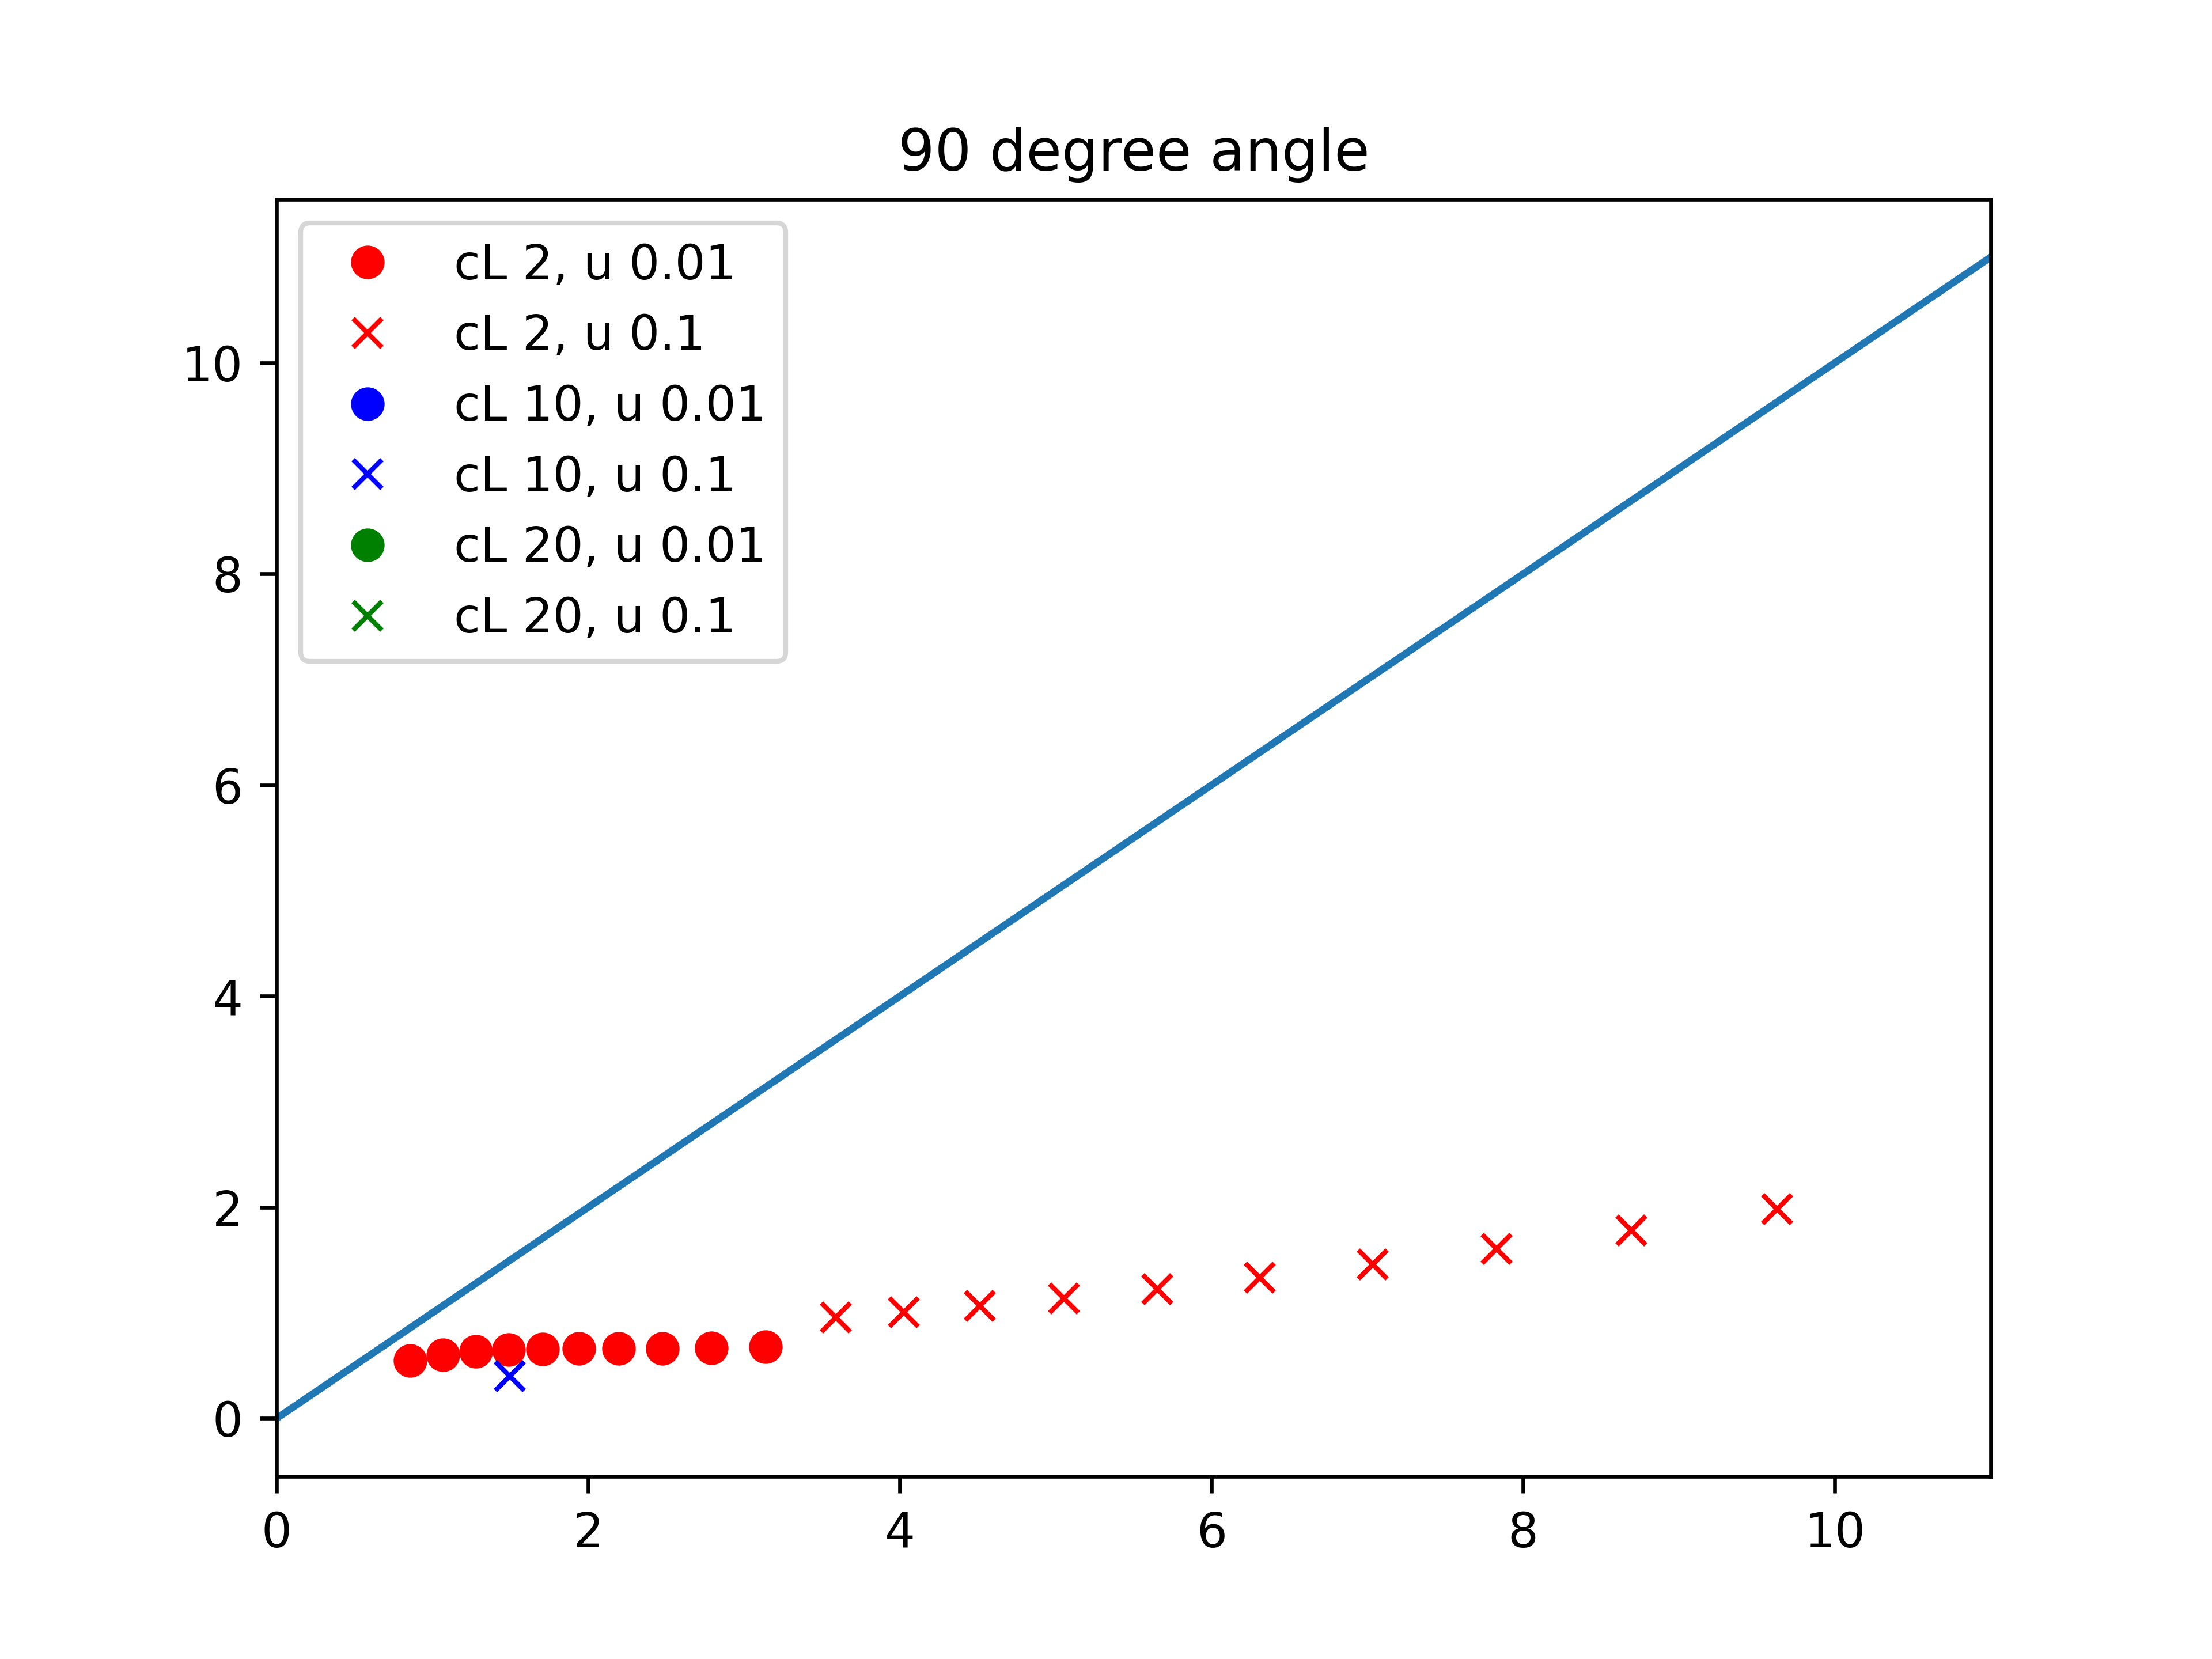 90 degree angle
cL 2, u 0.01
cL 2, u 0.1
cL 10, u 0.01
cL 10, u 0.1
cL 20, u 0.01
cL 20, u 0.1
10
8
6
4
2
0
0 2 4 6 8 10